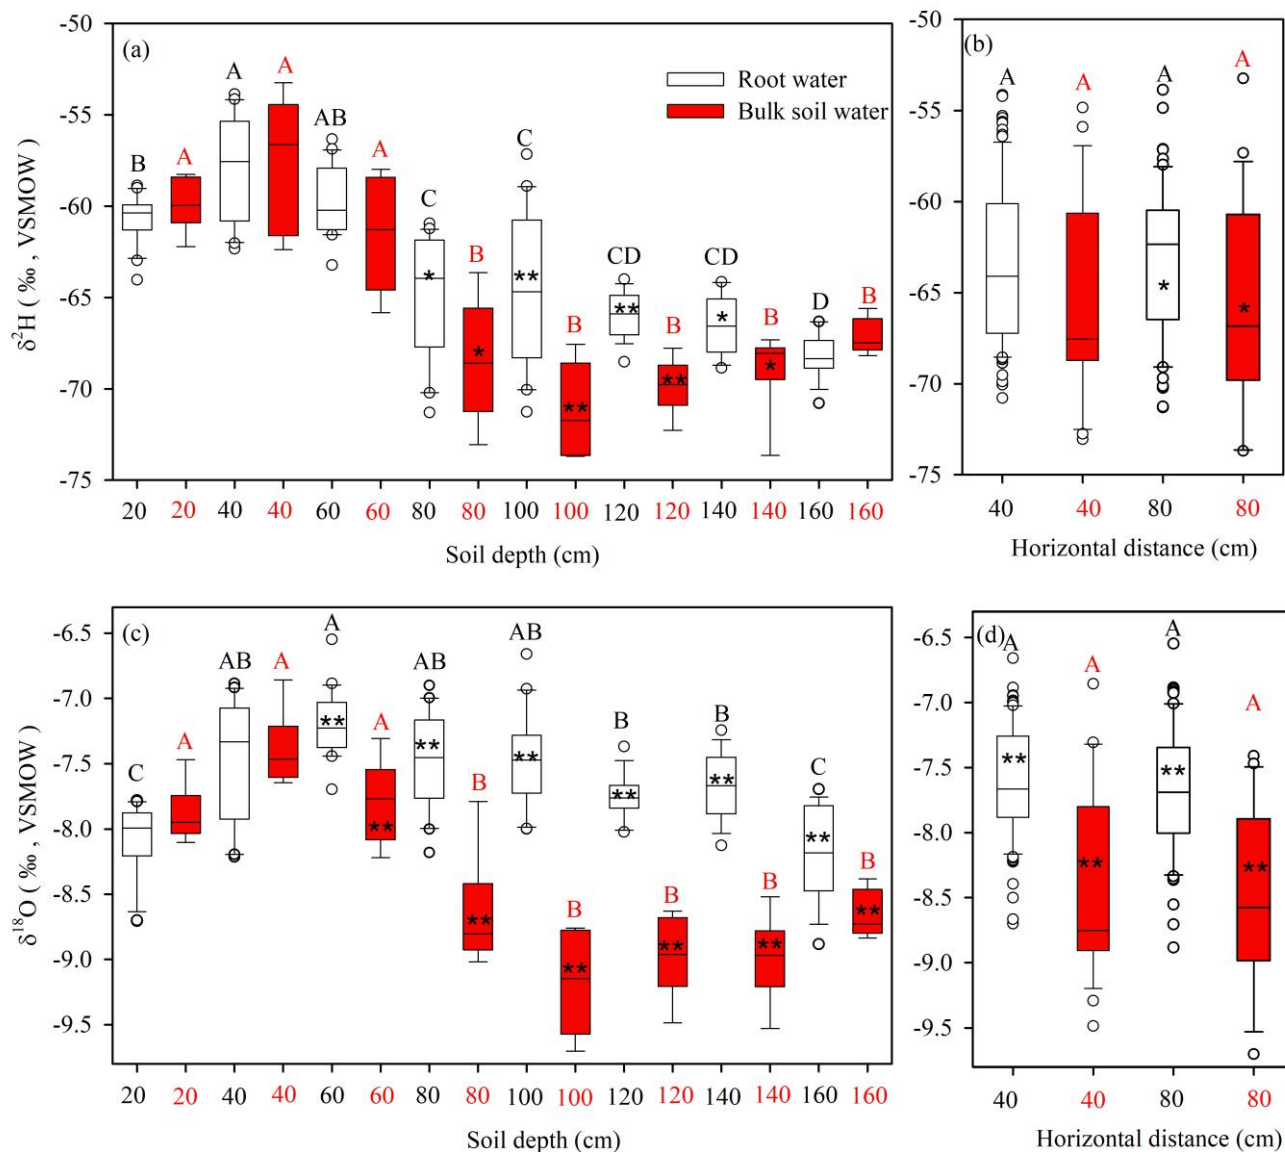 (a)
Root water
Bulk soil water
δ²H ( ‰ , VSMOW )
-50
-55
-60
-65
-70
-75
B A A A AB A C B C B CD B CD B D B
* * ** ** ** ** * *
20 20 40 40 60 60 80 80 100 100 120 120 140 140 160 160
Soil depth (cm)
(b)
-50
-55
-60
-65
-70
-75
A A A A
* *
40 40 80 80
Horizontal distance (cm)
(c)
δ¹⁸O ( ‰ , VSMOW )
-6.5
-7.0
-7.5
-8.0
-8.5
-9.0
-9.5
C A AB A A A AB B AB B B B B B C B
** ** ** ** ** ** ** ** ** ** ** **
20 20 40 40 60 60 80 80 100 100 120 120 140 140 160 160
Soil depth (cm)
(d)
-6.5
-7.0
-7.5
-8.0
-8.5
-9.0
-9.5
A A A A
** ** ** **
40 40 80 80
Horizontal distance (cm)